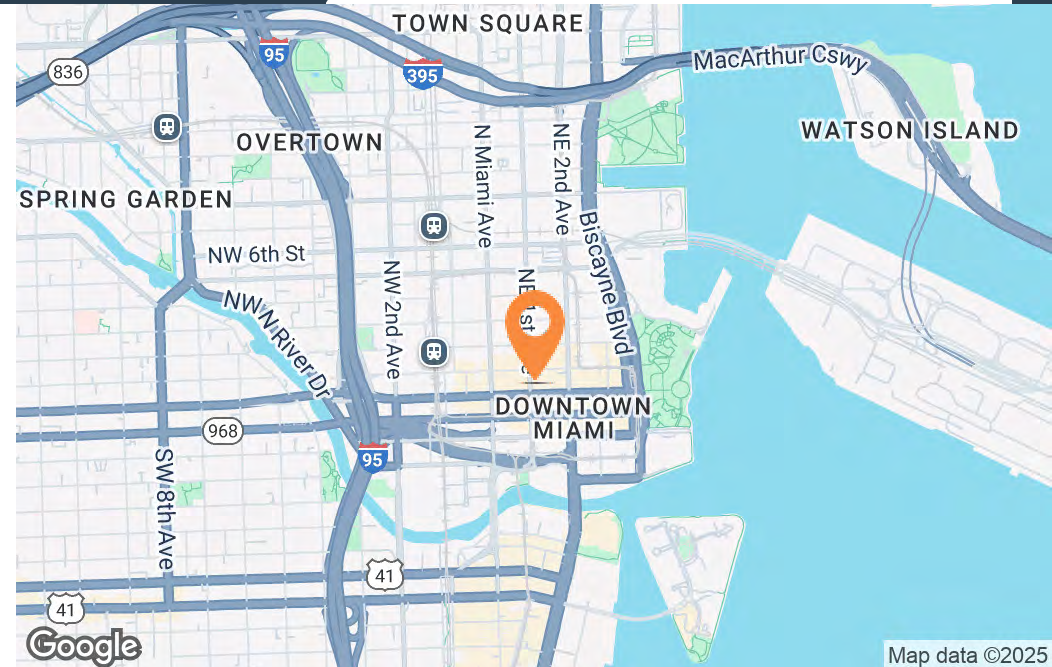 TOWN SQUARE
836
95
395
MacArthur Cswy
OVERTOWN
WATSON ISLAND
N Miami Ave
NE 2nd Ave
SPRING GARDEN
NW 6th St
Biscayne Blvd
NW 2nd Ave
NE 1st
NW N River Dr
DOWNTOWN
MIAMI
968
95
SW 8th Ave
41
41
Google
Map data ©2025